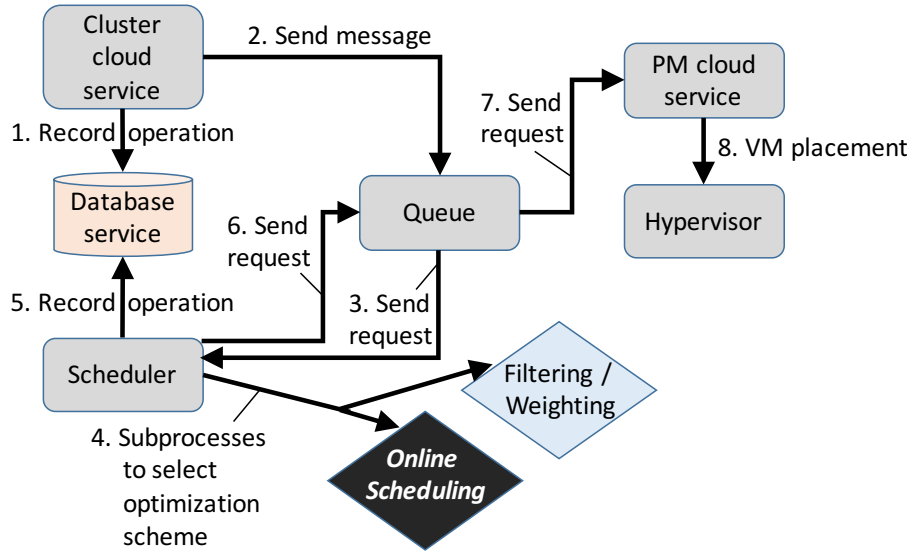 Cluster
cloud
service
2. Send message
PM cloud
service
7. Send
request
1. Record operation
8. VM placement
Database
service
Queue
Hypervisor
6. Send
request
5. Record operation
3. Send
request
Scheduler
Filtering /
Weighting
4. Subprocesses
to select
optimization
scheme
Online
Scheduling